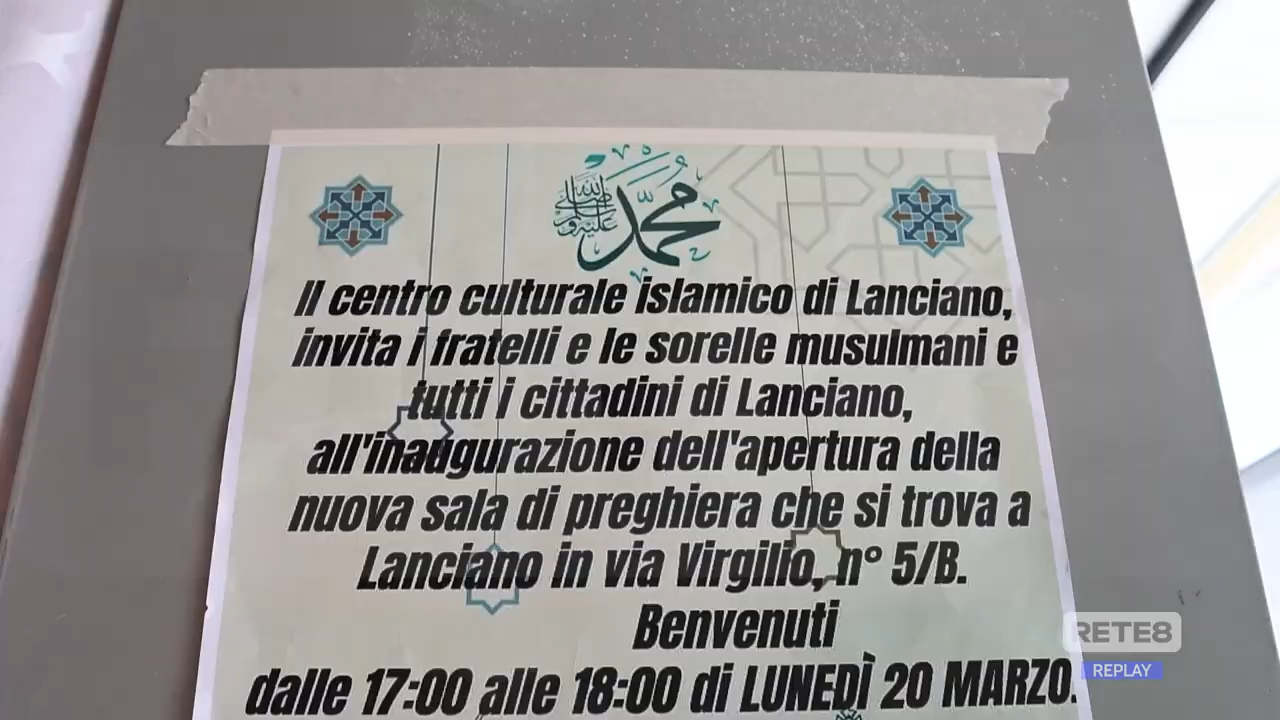 محمد
صلى الله عليه وسلم
Il centro culturale islamico di Lanciano,
invita i fratelli e le sorelle musulmani e
tutti i cittadini di Lanciano,
all'inaugurazione dell'apertura della
nuova sala di preghiera che si trova a
Lanciano in via Virgilio, n° 5/B.
Benvenuti
dalle 17:00 alle 18:00 di LUNEDÌ 20 MARZO.
RETE8
REPLAY